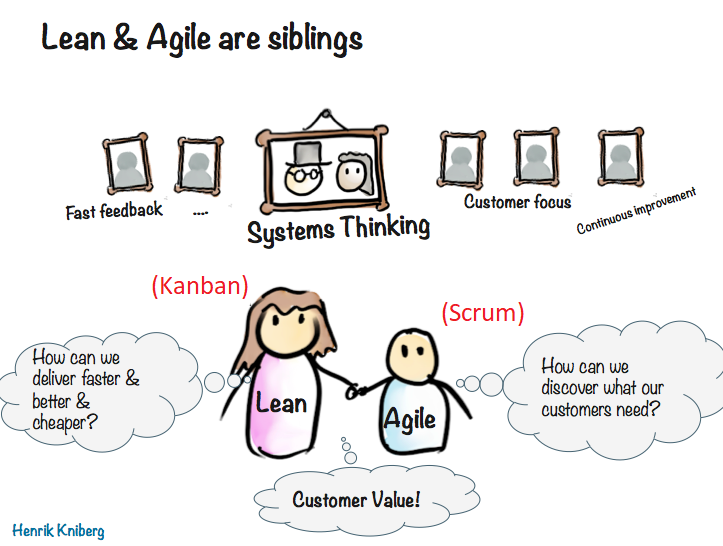 Lean & Agile are siblings
Fast feedback
....
Systems Thinking
Customer focus
Continuous improvement
(Kanban)
(Scrum)
How can we
deliver faster &
better &
cheaper?
Lean
Agile
How can we
discover what our
customers need?
Customer Value!
Henrik Kniberg